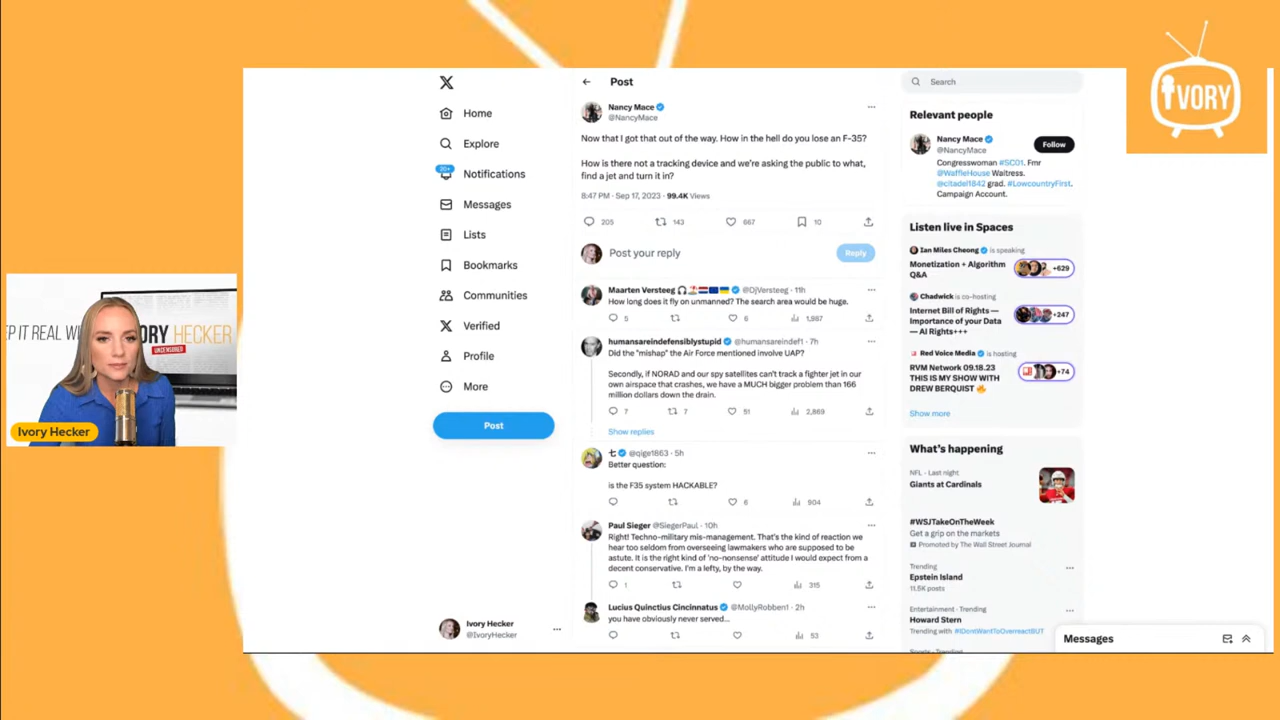 IVORY
Home
Explore
20+
Notifications
Messages
Lists
Bookmarks
Communities
Verified
Profile
More
Post
Ivory Hecker
@IvoryHecker
Post
Nancy Mace
@NancyMace
Now that I got that out of the way. How in the hell do you lose an F-35?
How is there not a tracking device and we're asking the public to what,
find a jet and turn it in?
8:47 PM · Sep 17, 2023 · 99.4K Views
205 143 667 10
Post your reply
Reply
Maarten Versteeg @DjVersteeg · 11h
How long does it fly on unmanned? The search area would be huge.
5 6 1,987
humansareindefensiblystupid @humansareindef1 · 7h
Did the "mishap" the Air Force mentioned involve UAP?
Secondly, if NORAD and our spy satellites can't track a fighter jet in our
own airspace that crashes, we have a MUCH bigger problem than 166
million dollars down the drain.
7 7 51 2,869
Show replies
七 @qige1863 · 5h
Better question:
is the F35 system HACKABLE?
6 904
Paul Sieger @SiegerPaul · 10h
Right! Techno-military mis-management. That's the kind of reaction we
hear too seldom from overseeing lawmakers who are supposed to be
astute. It is the right kind of 'no-nonsense' attitude I would expect from a
decent conservative. I'm a lefty, by the way.
1 315
Lucius Quinctius Cincinnatus @MollyRobben1 · 2h
you have obviously never served...
53
Search
Relevant people
Nancy Mace
@NancyMace
Follow
Congresswoman #SC01. Fmr
@WaffleHouse Waitress.
@citadel1842 grad. #LowcountryFirst.
Campaign Account.
Listen live in Spaces
Ian Miles Cheong is speaking
Monetization + Algorithm
Q&A
+629
Chadwick is co-hosting
Internet Bill of Rights —
Importance of your Data
— AI Rights+++
+247
Red Voice Media is hosting
RVM Network 09.18.23
THIS IS MY SHOW WITH
DREW BERQUIST
+74
Show more
What's happening
NFL · Last night
Giants at Cardinals
#WSJTakeOnTheWeek
Get a grip on the markets
Promoted by The Wall Street Journal
Trending
Epstein Island
11.5K posts
Entertainment · Trending
Howard Stern
Trending with #IDontWantToOverreactBUT
Messages
EP IT REAL WI ORY HECKER
UNCENSORED
Ivory Hecker